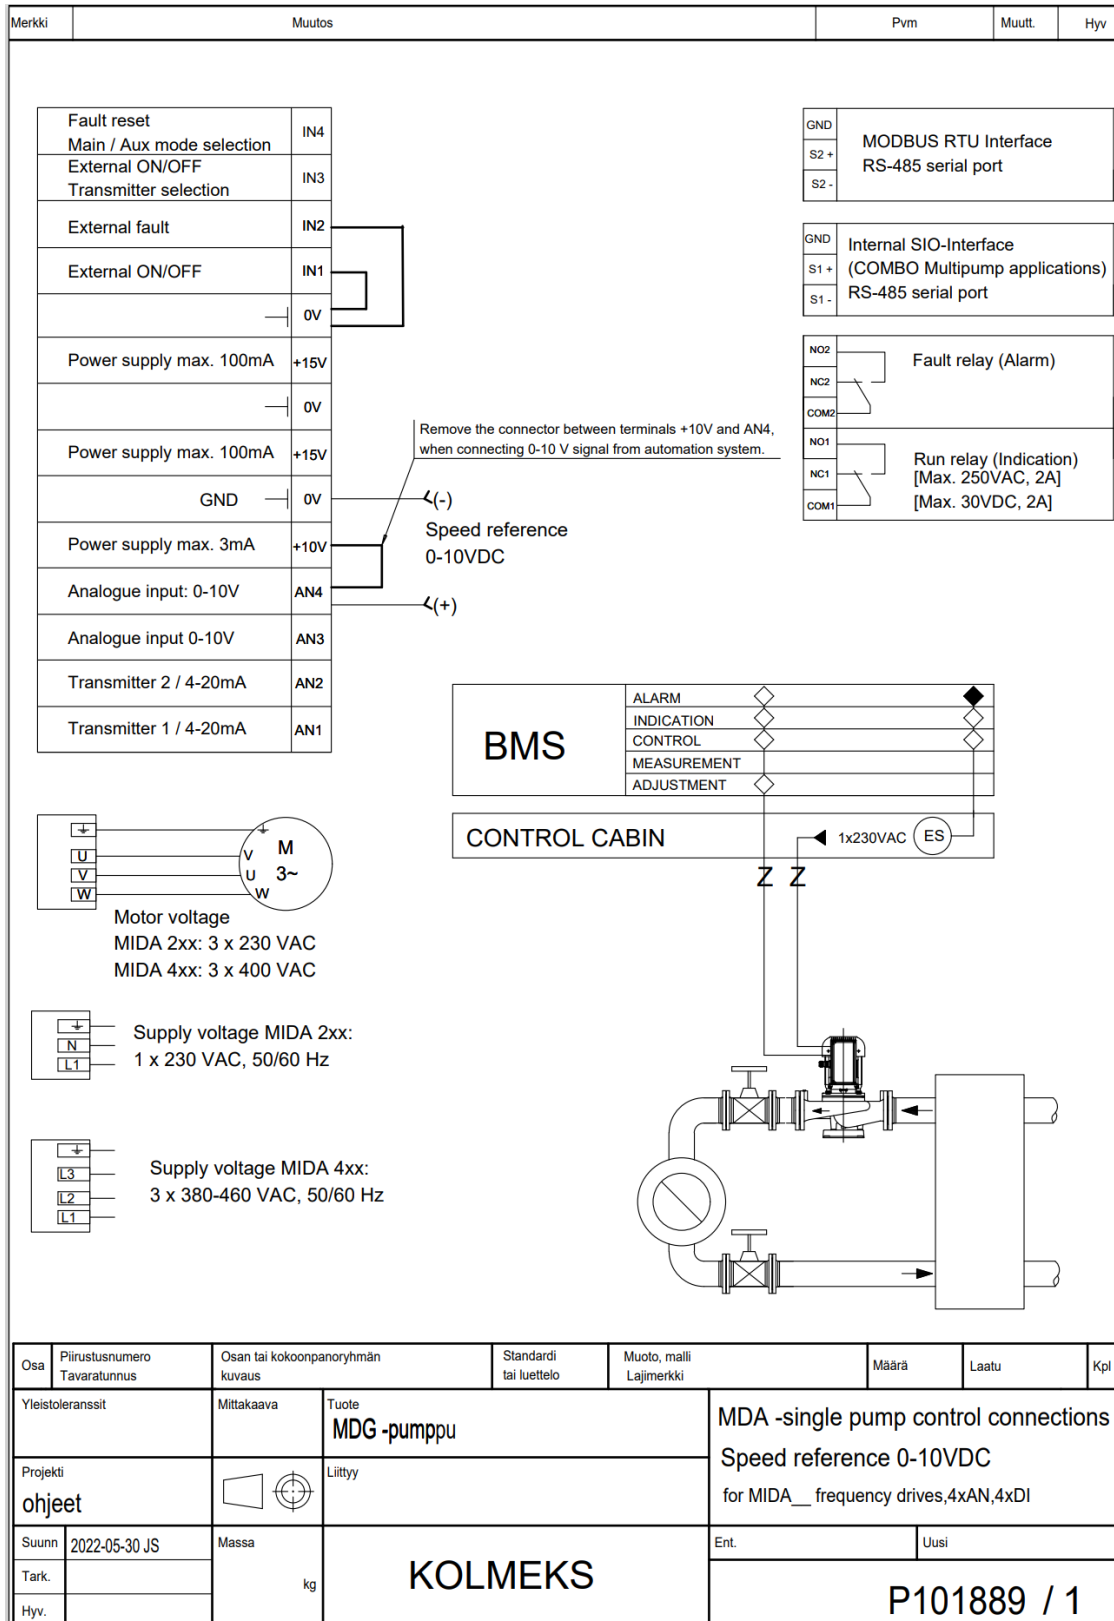 Merkki Muutos Pvm Muutt. Hyv
Fault reset
Main / Aux mode selection IN4
External ON/OFF
Transmitter selection IN3
External fault IN2
External ON/OFF IN1
0V
Power supply max. 100mA +15V
0V
Power supply max. 100mA +15V
GND 0V
Power supply max. 3mA +10V
Analogue input: 0-10V AN4
Analogue input 0-10V AN3
Transmitter 2 / 4-20mA AN2
Transmitter 1 / 4-20mA AN1
Remove the connector between terminals +10V and AN4,
when connecting 0-10 V signal from automation system.
(-)
Speed reference
0-10VDC
(+)
GND
S2 +
S2 -
MODBUS RTU Interface
RS-485 serial port
GND
S1 +
S1 -
Internal SIO-Interface
(COMBO Multipump applications)
RS-485 serial port
NO2
NC2
COM2
Fault relay (Alarm)
NO1
NC1
COM1
Run relay (Indication)
[Max. 250VAC, 2A]
[Max. 30VDC, 2A]
BMS
ALARM
INDICATION
CONTROL
MEASUREMENT
ADJUSTMENT
CONTROL CABIN
1x230VAC ES
Z Z
U
V
W
V
U
W
M
3~
Motor voltage
MIDA 2xx: 3 x 230 VAC
MIDA 4xx: 3 x 400 VAC
N
L1
Supply voltage MIDA 2xx:
1 x 230 VAC, 50/60 Hz
L3
L2
L1
Supply voltage MIDA 4xx:
3 x 380-460 VAC, 50/60 Hz
Osa
Piirustusnumero
Tavaratunnus
Osan tai kokoonpanoryhmän
kuvaus
Standardi
tai luettelo
Muoto, malli
Lajimerkki
Määrä
Laatu
Kpl
Yleistoleranssit
Mittakaava
Tuote
MDG -pumppu
MDA -single pump control connections
Speed reference 0-10VDC
for MIDA__ frequency drives,4xAN,4xDI
Projekti
ohjeet
Liittyy
Suunn 2022-05-30 JS
Tark.
Hyv.
Massa
kg
KOLMEKS
Ent.
Uusi
P101889 / 1